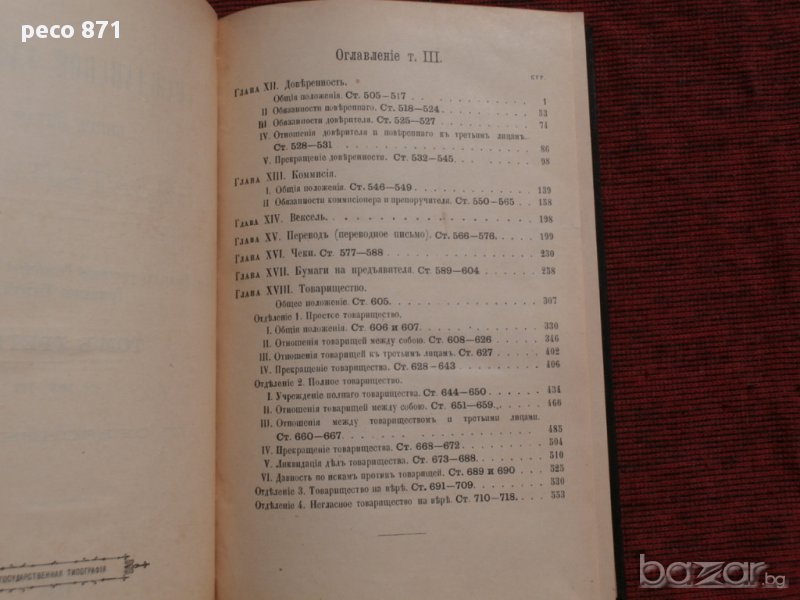 peco 871
Оглавленіе т. III.
СТР.
Глава XII. Довѣренность.
Общія положенія. Ст. 505—517 1
II Обязанности повѣреннаго. Ст. 518—524 33
III Обязанности довѣрителя. Ст. 525—527 74
IV. Отношенія довѣрителя и повѣреннаго къ третьимъ лицамъ.
Ст. 528—531 86
V. Прекращеніе довѣренности. Ст. 532—545. 98
Глава XIII. Коммисія.
I. Общія положенія. Ст. 546—549 139
II Обязанности коммисіонера и препоручителя. Ст. 550—565 158
Глава XIV. Вексель. 198
Глава XV. Переводъ (переводное письмо). Ст. 566—576. 199
Глава XVI. Чеки. Ст. 577—588 230
Глава XVII. Бумаги на предъявителя. Ст. 589—604. 238
Глава XVIII. Товарищество.
Общее положеніе. Ст. 605. 307
Отдѣленіе 1. Простое товарищество.
I. Общія положенія. Ст. 606 и 607. 330
II. Отношенія товарищей между собою. Ст. 608—626 346
III. Отношенія товарищей къ третьимъ лицамъ. Ст. 627 402
IV. Прекращеніе товарищества. Ст. 628—643 406
Отдѣленіе 2. Полное товарищество.
I. Учрежденіе полнаго товарищества. Ст. 644—650 434
II. Отношенія товарищей между собою. Ст. 651—659. 466
III. Отношенія между товариществомъ и третьими лицами.
Ст. 660—667. 485
IV. Прекращеніе товарищества. Ст. 668—672 504
V. Ликвидація дѣлъ товарищества. Ст. 673—688. 510
VI. Давность по искамъ противъ товарищей. Ст. 689 и 690 525
Отдѣленіе 3. Товарищество на вѣрѣ. Ст. 691—709. 530
Отдѣленіе 4. Негласное товарищество на вѣрѣ. Ст. 710—718. 553
ГОСУДАРСТВЕННАЯ ТИПОГРАФІЯ
bazar.bg